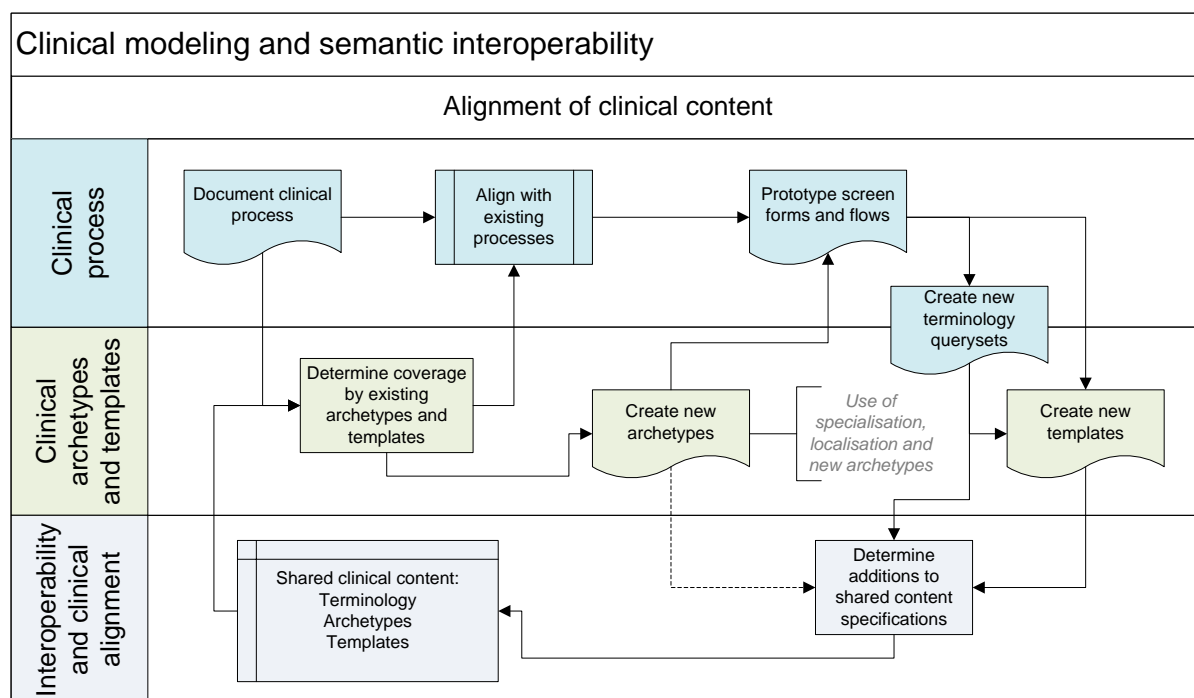 Clinical modeling and semantic interoperability
Alignment of clinical content
Clinical
process
Document clinical
process
Align with
existing
processes
Prototype screen
forms and flows
Create new
terminology
querysets
Clinical
archetypes
and templates
Determine coverage
by existing
archetypes and
templates
Create new
archetypes
Use of
specialisation,
localisation and
new archetypes
Create new
templates
Interoperability
and clinical
alignment
Shared clinical content:
Terminology
Archetypes
Templates
Determine
additions to
shared content
specifications